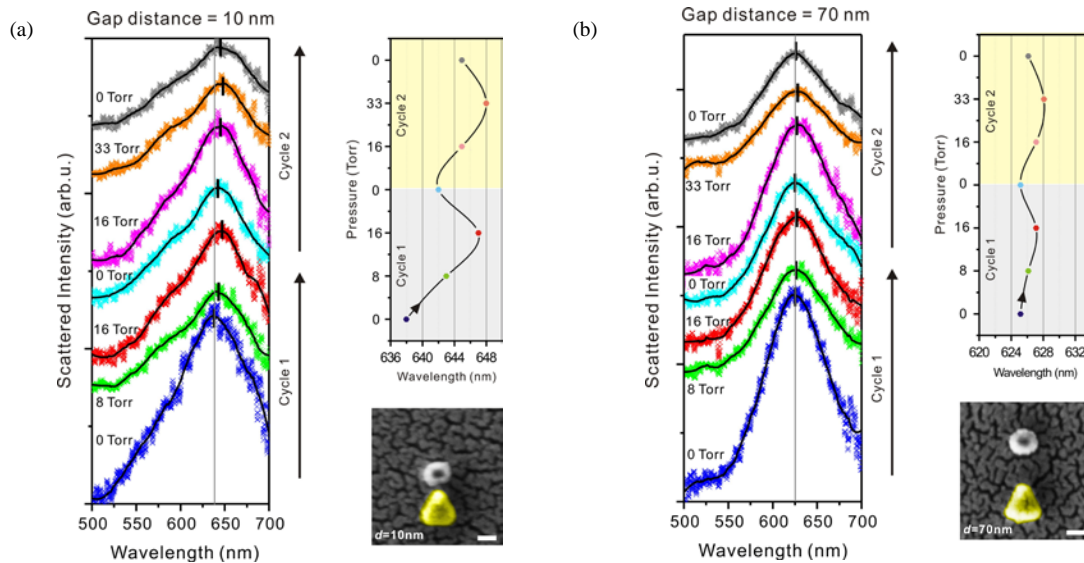 (a)
Gap distance = 10 nm
Scattered Intensity (arb.u.)
0 Torr
33 Torr
16 Torr
0 Torr
16 Torr
8 Torr
0 Torr
500 550 600 650 700
Wavelength (nm)
Cycle 2
Cycle 1
Pressure (Torr)
0
33
16
0
16
8
0
Cycle 2
Cycle 1
636 640 644 648
Wavelength (nm)
d=10nm
(b)
Gap distance = 70 nm
Scattered Intensity (arb.u.)
0 Torr
33 Torr
16 Torr
0 Torr
16 Torr
8 Torr
0 Torr
500 550 600 650 700
Wavelength (nm)
Cycle 2
Cycle 1
Pressure (Torr)
0
33
16
0
16
8
0
Cycle 2
Cycle 1
620 624 628 632
Wavelength (nm)
d=70nm